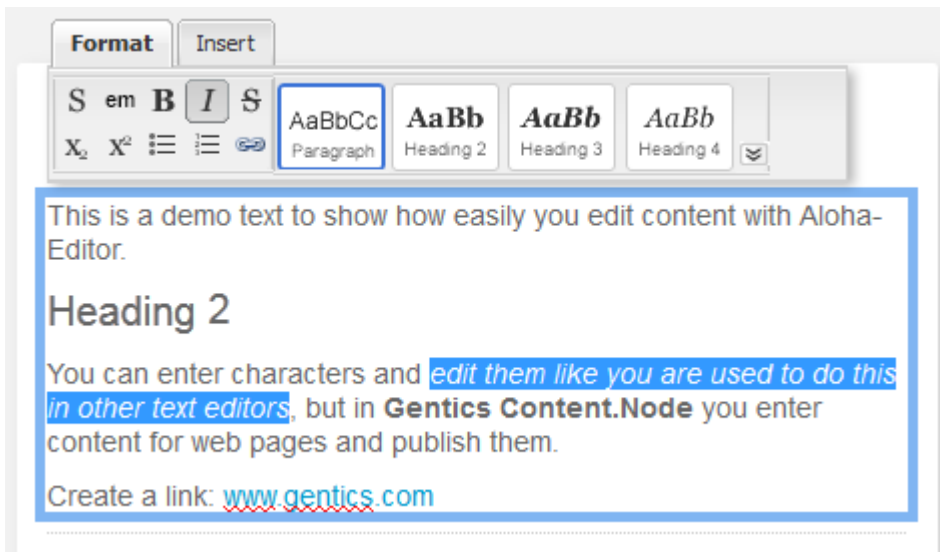 Format Insert
S em B I S
AaBbCc AaBb AaBb AaBb
Paragraph Heading 2 Heading 3 Heading 4
X₂ X²
This is a demo text to show how easily you edit content with Aloha-
Editor.
Heading 2
You can enter characters and edit them like you are used to do this
in other text editors, but in Gentics Content.Node you enter
content for web pages and publish them.
Create a link: www.gentics.com